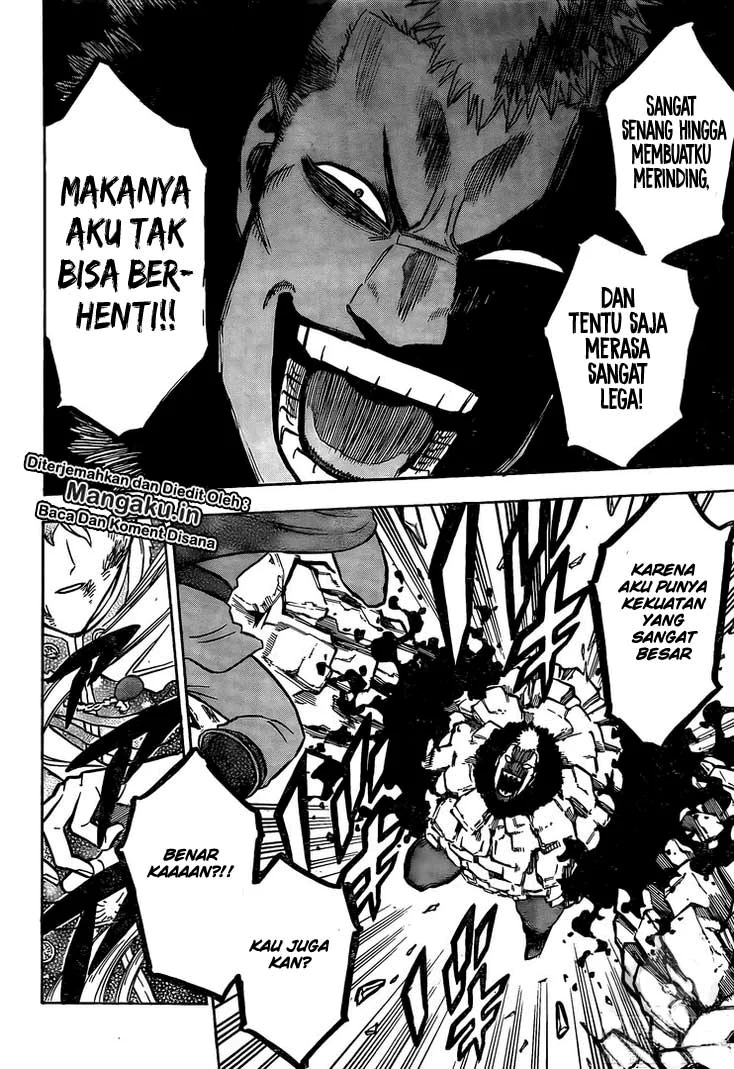 SANGAT
SENANG HINGGA
MEMBUATKU
MERINDING,
DAN
TENTU SAJA
MERASA
SANGAT
LEGA!
MAKANYA
AKU TAK
BISA BER-
HENTI!!
Diterjemahkan dan Diedit Oleh :
Mangaku.in
Baca Dan Koment Disana
KARENA
AKU PUNYA
KEKUATAN
YANG
SANGAT
BESAR
BENAR
KAAAAN?!!
KAU JUGA
KAN?